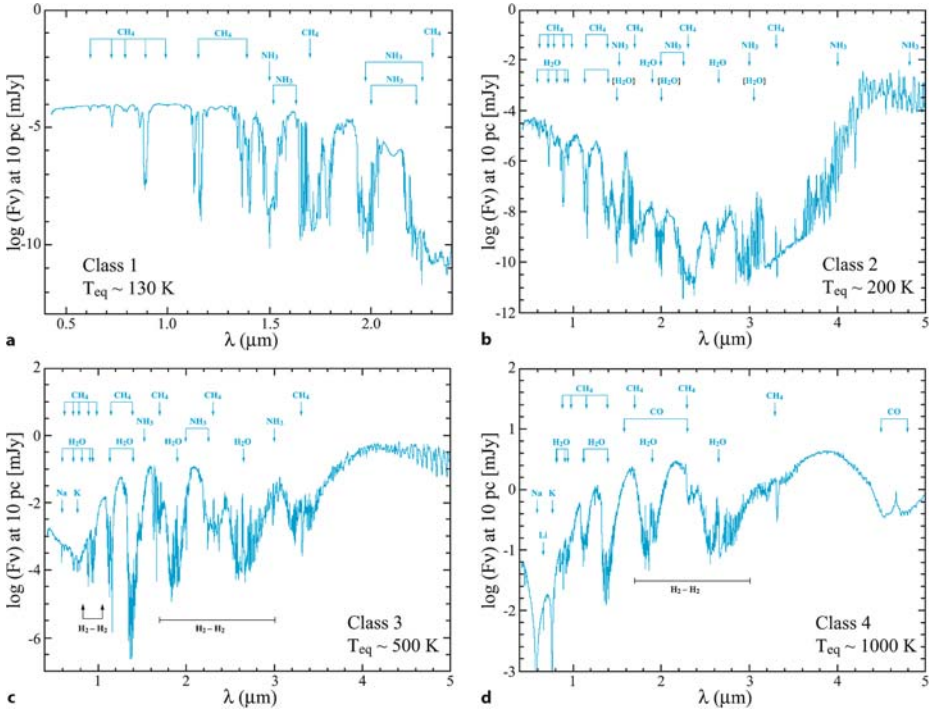 CH₄ CH₄ CH₄ CH₄
NH₃ NH₃
NH₃ NH₃
log (Fν) at 10 pc [mJy]
-0
-5
-10
Class 1
T_eq ~ 130 K
0.5 1.0 1.5 2.0
a
λ (µm)
CH₄ CH₄ CH₄ CH₄ CH₄
NH₃ NH₃ NH₃ NH₃ NH₃
H₂O H₂O H₂O
[H₂O] [H₂O] [H₂O]
log (Fν) at 10 pc [mJy]
-0
-2
-4
-6
-8
-10
-12
Class 2
T_eq ~ 200 K
1 2 3 4 5
b
λ (µm)
CH₄ CH₄ CH₄ CH₄ CH₄
NH₃ NH₃ NH₃
H₂O H₂O H₂O H₂O
Na K
log (Fν) at 10 pc [mJy]
2
0
-2
-4
-6
H₂–H₂ H₂–H₂
Class 3
T_eq ~ 500 K
1 2 3 4 5
c
λ (µm)
CH₄ CH₄ CH₄ CH₄
CO CO
H₂O H₂O H₂O H₂O
Na K
Li
log (Fν) at 10 pc [mJy]
2
1
0
-1
-2
-3
H₂–H₂
Class 4
T_eq ~ 1000 K
1 2 3 4 5
d
λ (µm)